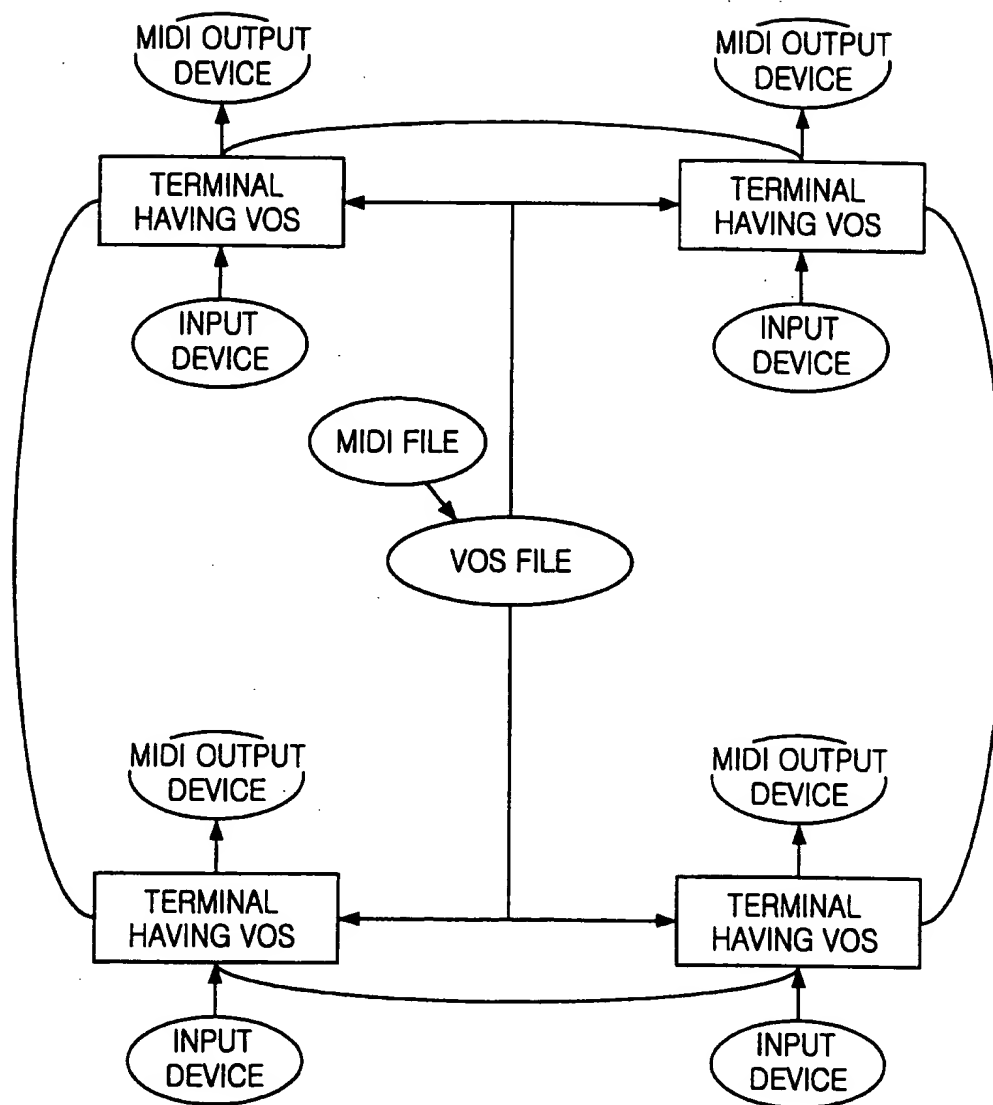 MIDI OUTPUT
DEVICE
MIDI OUTPUT
DEVICE
TERMINAL
HAVING VOS
TERMINAL
HAVING VOS
INPUT
DEVICE
INPUT
DEVICE
MIDI FILE
VOS FILE
MIDI OUTPUT
DEVICE
MIDI OUTPUT
DEVICE
TERMINAL
HAVING VOS
TERMINAL
HAVING VOS
INPUT
DEVICE
INPUT
DEVICE